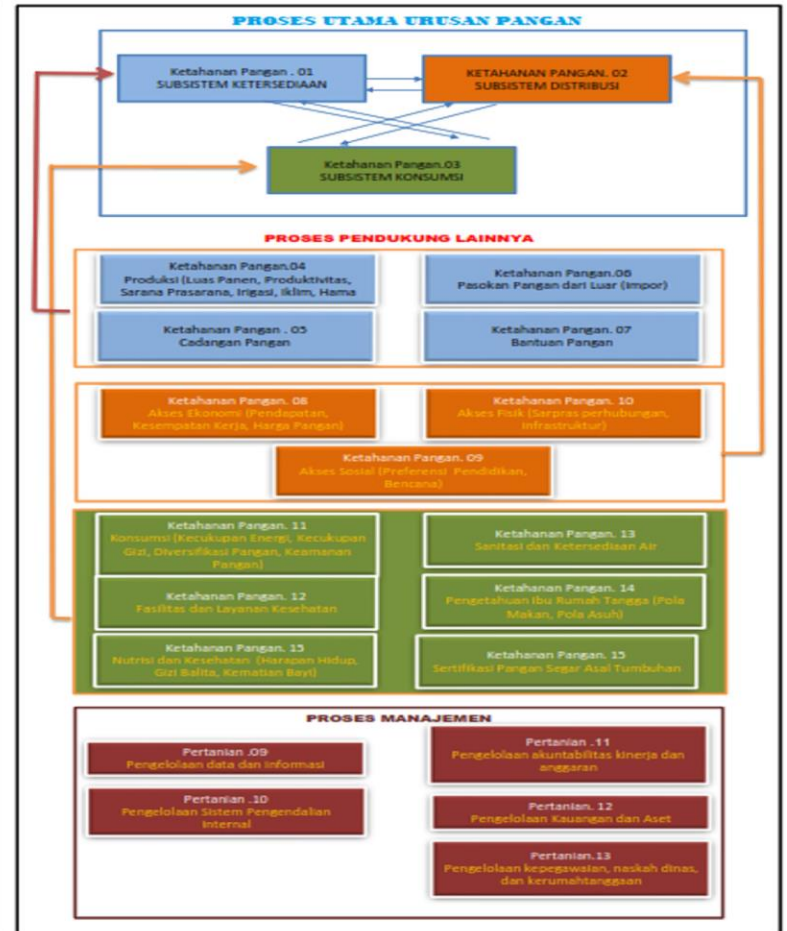 PROSES UTAMA URUSAN PANGAN
Ketahanan Pangan . 01
SUBSISTEM KETERSEDIAAN
KETAHANAN PANGAN. 02
SUBSISTEM DISTRIBUSI
Ketahanan Pangan.03
SUBSISTEM KONSUMSI
PROSES PENDUKUNG LAINNYA
Ketahanan Pangan.04
Produksi (Luas Panen, Produktivitas,
Sarana Prasarana, Irigasi, Iklim, Hama
Ketahanan Pangan.06
Pasokan Pangan dari Luar (Impor)
Ketahanan Pangan . 05
Cadangan Pangan
Ketahanan Pangan. 07
Bantuan Pangan
Ketahanan Pangan. 08
Akses Ekonomi (Pendapatan,
Kesempatan Kerja, Harga Pangan)
Ketahanan Pangan. 10
Akses Fisik (Sarpras perhubungan,
infrastruktur)
Ketahanan Pangan. 09
Akses Sosial (Preferensi Pendidikan,
Bencana)
Ketahanan Pangan. 11
Konsumsi (Kecukupan Energi, Kecukupan
Gizi, Diversifikasi Pangan, Keamanan
Pangan)
Ketahanan Pangan. 13
Sanitasi dan Ketersediaan Air
Ketahanan Pangan. 12
Fasilitas dan Layanan Kesehatan
Ketahanan Pangan. 14
Pengetahuan Ibu Rumah Tangga (Pola
Makan, Pola Asuh)
Ketahanan Pangan. 15
Nutrisi dan Kesehatan (Harapan Hidup,
Gizi Balita, Kematian Bayi)
Ketahanan Pangan. 15
Sertifikasi Pangan Segar Asal Tumbuhan
PROSES MANAJEMEN
Pertanian .09
Pengelolaan data dan informasi
Pertanian .11
Pengelolaan akuntabilitas kinerja dan
anggaran
Pertanian .10
Pengelolaan Sistem Pengendalian
Internal
Pertanian. 12
Pengelolaan Kauangan dan Aset
Pertanian.13
Pengelolaan kepegawaian, naskah dinas,
dan kerumahtanggaan